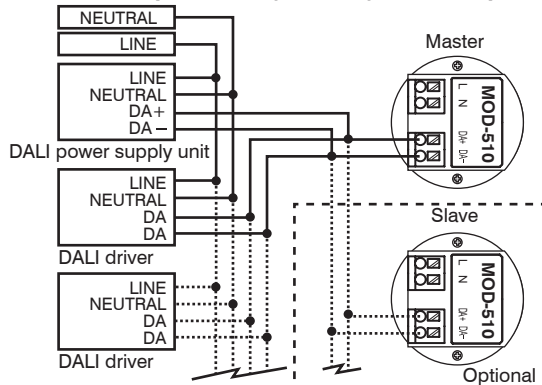 NEUTRAL
LINE
LINE
NEUTRAL
DA+
DA−
DALI power supply unit
LINE
NEUTRAL
DA
DA
DALI driver
LINE
NEUTRAL
DA
DA
DALI driver
Master
L
N
DA+
DA−
MOD-510
Slave
L
N
DA+
DA−
MOD-510
Optional